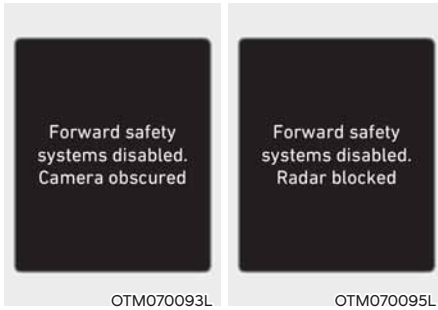 Forward safety
systems disabled.
Camera obscured
OTM070093L
Forward safety
systems disabled.
Radar blocked
OTM070095L